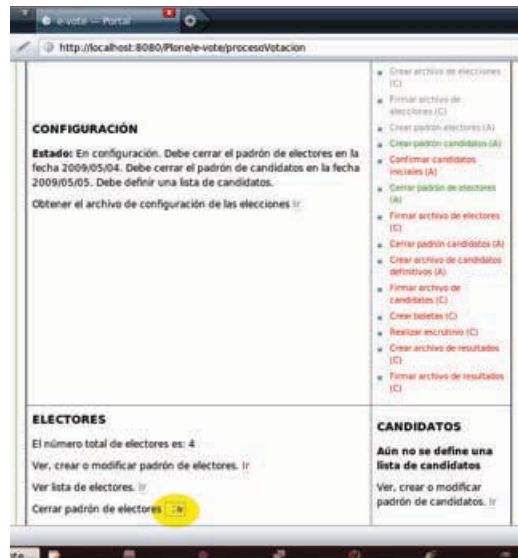 e-vote — Portal
http://localhost:8080/Plone/e-vote/procesoVotacion
CONFIGURACIÓN
Estado: En configuración. Debe cerrar el padrón de electores en la
fecha 2009/05/04. Debe cerrar el padrón de candidatos en la fecha
2009/05/05. Debe definir una lista de candidatos.
Obtener el archivo de configuración de las elecciones Ir
Crear archivo de elecciones
(C)
Firmar archivo de
elecciones (C)
Crear padrón electores (A)
Crear padrón candidatos (A)
Confirmar candidatos
iniciales (A)
Cerrar padrón de electores
(A)
Firmar archivo de electores
(C)
Cerrar padrón candidatos (A)
Crear archivo de candidatos
definitivos (A)
Firmar archivo de
candidatos (C)
Crear boletas (C)
Realizar escrutinio (C)
Crear archivo de resultados
(C)
Firmar archivo de resultados
(C)
ELECTORES
El número total de electores es: 4
Ver, crear o modificar padrón de electores. Ir
Ver lista de electores. Ir
Cerrar padrón de electores Ir
CANDIDATOS
Aún no se define una
lista de candidatos
Ver, crear o modificar
padrón de candidatos. Ir